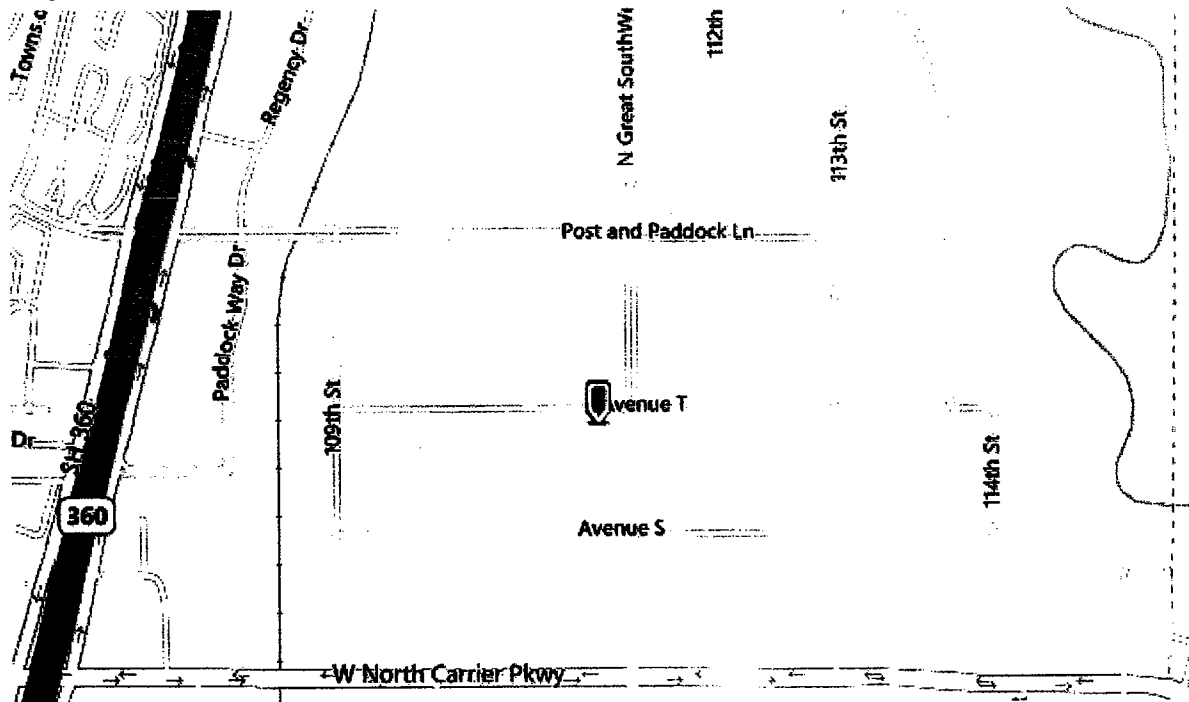 Towns
Regency Dr
N Great SouthW
112th
113th St
Post and Paddock Ln
Paddock Way Dr
109th St
Avenue T
Dr
SH 360
360
114th St
Avenue S
W North Carrier Pkwy